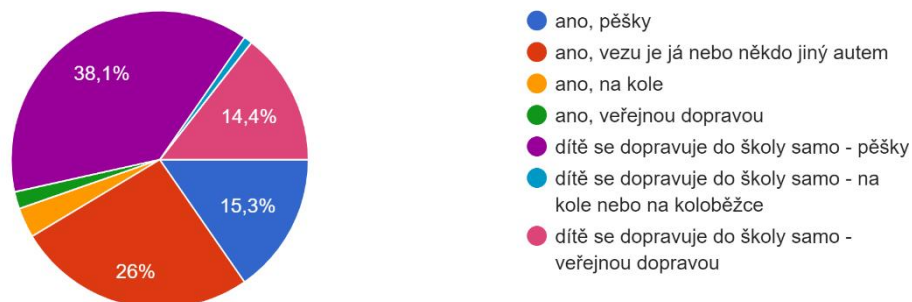 38,1%
14,4%
15,3%
26%
ano, pěšky
ano, vezu je já nebo někdo jiný autem
ano, na kole
ano, veřejnou dopravou
dítě se dopravuje do školy samo - pěšky
dítě se dopravuje do školy samo - na
kole nebo na koloběžce
dítě se dopravuje do školy samo -
veřejnou dopravou